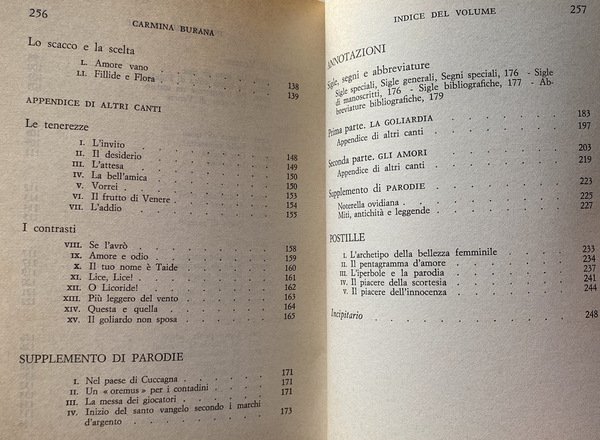 256
CARMINA BURANA
Lo scacco e la scelta
L. Amore vano . . . . . . 138
LI. Fillide e Flora . . . . . . 139
APPENDICE DI ALTRI CANTI
Le tenerezze
I. L'invito . . . . . . 148
II. Il desiderio . . . . . . 149
III. L'attesa . . . . . . 150
IV. La bell'amica . . . . . . 150
V. Vorrei . . . . . . 153
VI. Il frutto di Venere . . . . . . 154
VII. L'addio . . . . . . 155
I contrasti
VIII. Se l'avrò . . . . . . 158
IX. Amore e odio . . . . . . 159
X. Il tuo nome è Taide . . . . . . 160
XI. Lice, Lice! . . . . . . 161
XII. O Licoride! . . . . . . 162
XIII. Più leggero del vento . . . . . . 163
XIV. Questa e quella . . . . . . 164
XV. Il goliardo non sposa . . . . . . 165
SUPPLEMENTO DI PARODIE
I. Nel paese di Cuccagna . . . . . . 171
II. Un « oremus » per i contadini . . . . . 171
III. La messa dei giocatori . . . . . . 171
IV. Inizio del santo vangelo secondo i marchi
d'argento . . . . . . 173
INDICE DEL VOLUME
257
ANNOTAZIONI
Sigle, segni e abbreviature
Sigle speciali, Sigle generali, Segni speciali, 176 - Sigle
di manoscritti, 176 - Sigle bibliografiche, 177 - Ab-
breviature bibliografiche, 179
Prima parte. LA GOLIARDIA . . . . . . 183
Appendice di altri canti . . . . . . 197
Seconda parte. GLI AMORI . . . . . . 203
Appendice di altri canti . . . . . . 219
Supplemento di PARODIE . . . . . . 223
Noterella ovidiana . . . . . . 225
Miti, antichità e leggende . . . . . . 227
POSTILLE
I. L'archetipo della bellezza femminile . . . . 233
II. Il pentagramma d'amore . . . . . . 234
III. L'iperbole e la parodia . . . . . . 237
IV. Il piacere della scortesia . . . . . . 241
V. Il piacere dell'innocenza . . . . . . 244
Incipitario . . . . . . 248